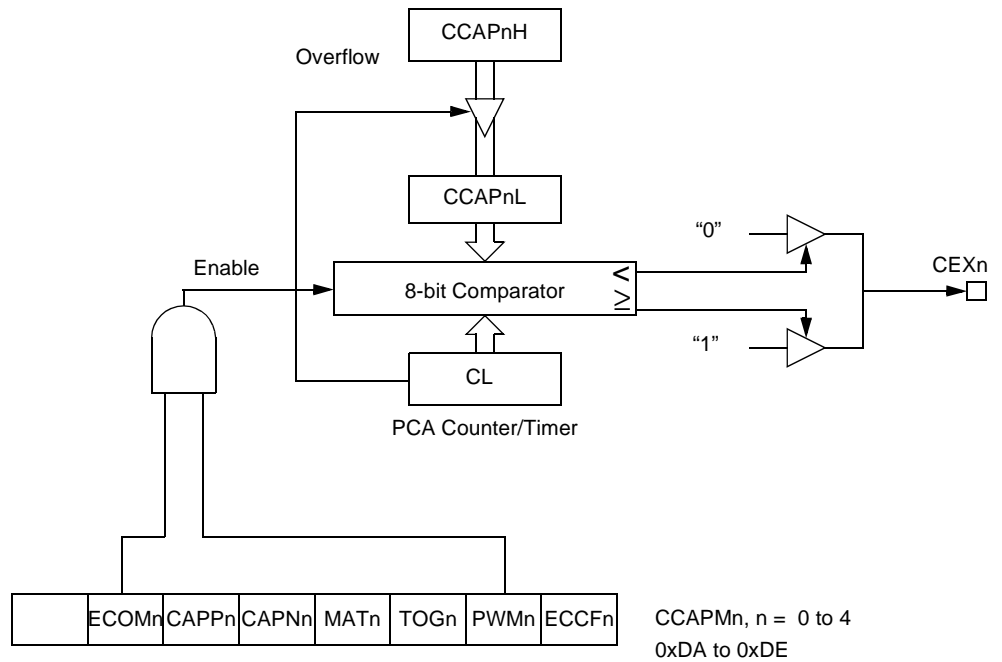 CCAPnH
Overflow
CCAPnL
“0”
Enable
<
CEXn
8-bit Comparator
≥
“1”
CL
PCA Counter/Timer
ECOMn CAPPn CAPNn MATn TOGn PWMn ECCFn
CCAPMn, n = 0 to 4
0xDA to 0xDE